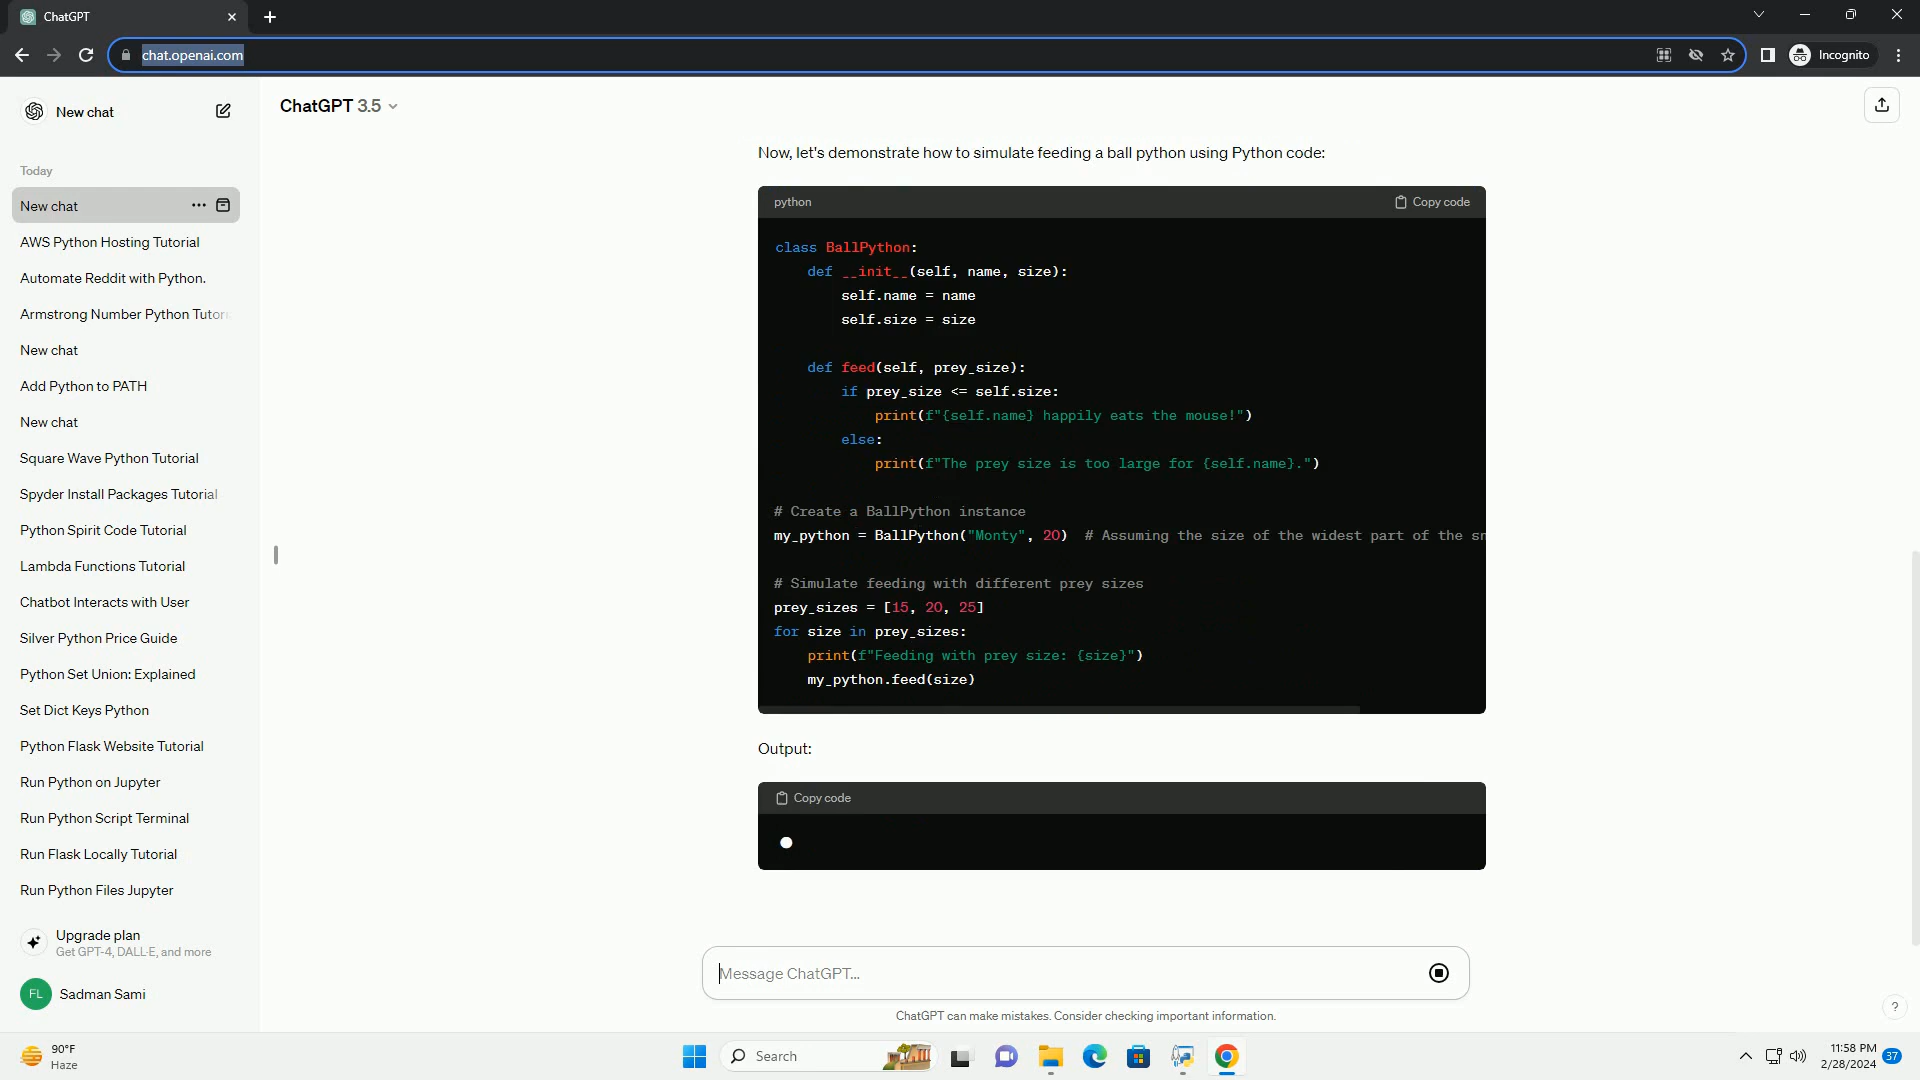 ChatGPT
chat.openai.com
Incognito
New chat
ChatGPT 3.5
Today
New chat
AWS Python Hosting Tutorial
Automate Reddit with Python.
Armstrong Number Python Tutor
New chat
Add Python to PATH
New chat
Square Wave Python Tutorial
Spyder Install Packages Tutorial
Python Spirit Code Tutorial
Lambda Functions Tutorial
Chatbot Interacts with User
Silver Python Price Guide
Python Set Union: Explained
Set Dict Keys Python
Python Flask Website Tutorial
Run Python on Jupyter
Run Python Script Terminal
Run Flask Locally Tutorial
Run Python Files Jupyter
Upgrade plan
Get GPT-4, DALL·E, and more
FL Sadman Sami
Now, let's demonstrate how to simulate feeding a ball python using Python code:
python Copy code
class BallPython:
def __init__(self, name, size):
self.name = name
self.size = size
def feed(self, prey_size):
if prey_size <= self.size:
print(f"{self.name} happily eats the mouse!")
else:
print(f"The prey size is too large for {self.name}.")
# Create a BallPython instance
my_python = BallPython("Monty", 20)  # Assuming the size of the widest part of the sn
# Simulate feeding with different prey sizes
prey_sizes = [15, 20, 25]
for size in prey_sizes:
print(f"Feeding with prey size: {size}")
my_python.feed(size)
Output:
Copy code
Message ChatGPT...
ChatGPT can make mistakes. Consider checking important information.
?
90°F
Haze
Search
11:58 PM
2/28/2024
37